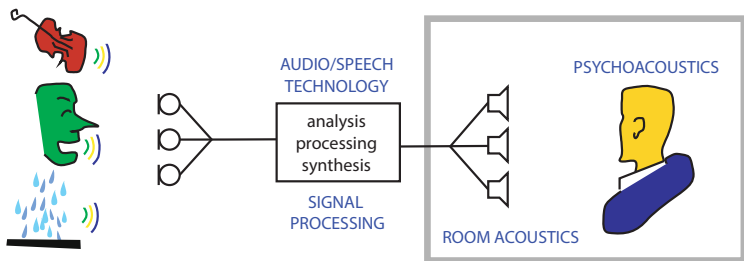 AUDIO/SPEECH
TECHNOLOGY
analysis
processing
synthesis
SIGNAL
PROCESSING
PSYCHOACOUSTICS
ROOM ACOUSTICS